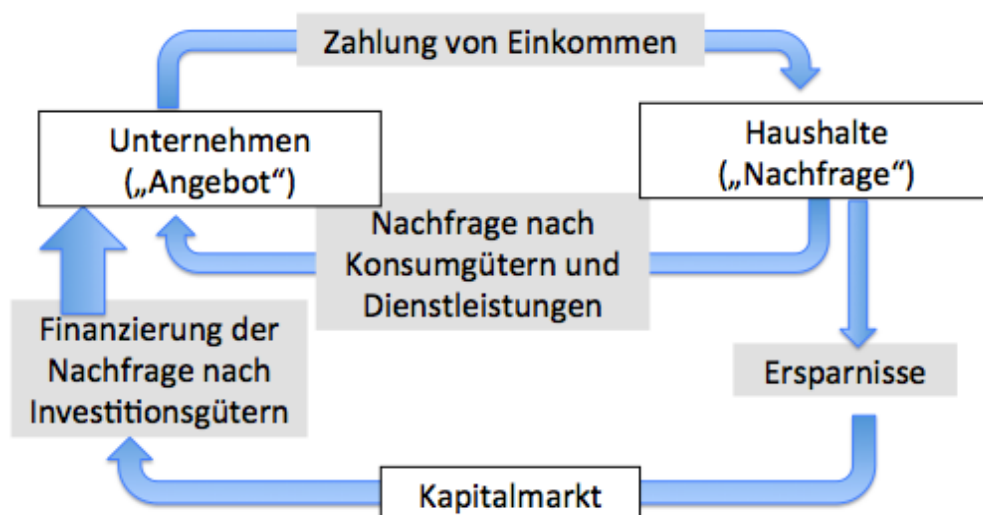 Zahlung von Einkommen
Unternehmen
(„Angebot“)
Haushalte
(„Nachfrage“)
Nachfrage nach
Konsumgütern und
Dienstleistungen
Finanzierung der
Nachfrage nach
Investitionsgütern
Ersparnisse
Kapitalmarkt